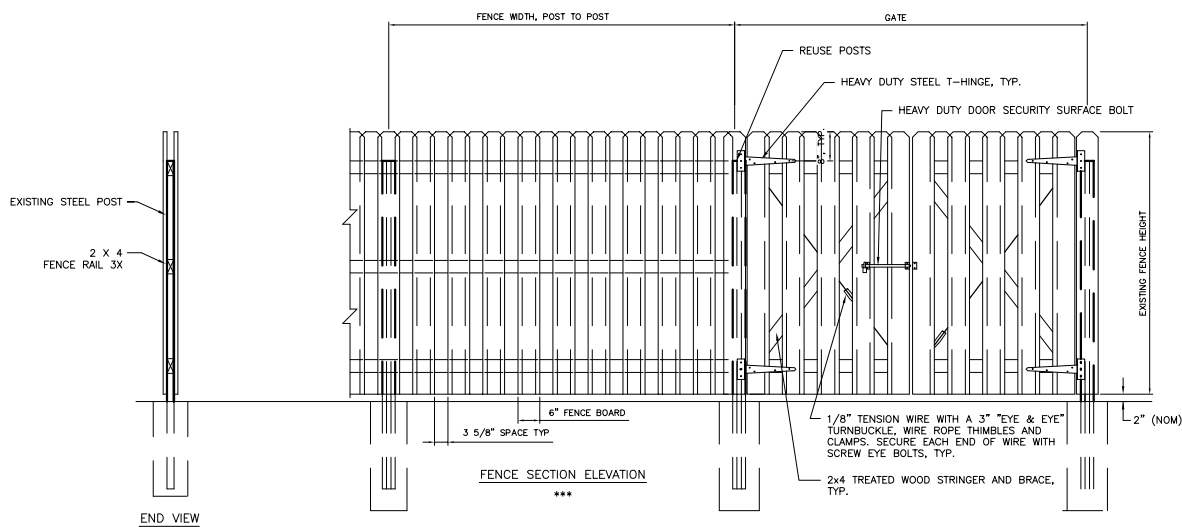 FENCE WIDTH, POST TO POST
GATE
REUSE POSTS
HEAVY DUTY STEEL T-HINGE, TYP.
HEAVY DUTY DOOR SECURITY SURFACE BOLT
8", TYP.
EXISTING STEEL POST
2 X 4
FENCE RAIL 3X
EXISTING FENCE HEIGHT
6" FENCE BOARD
3 5/8" SPACE TYP
2" (NOM)
1/8" TENSION WIRE WITH A 3" "EYE & EYE"
TURNBUCKLE, WIRE ROPE THIMBLES AND
CLAMPS. SECURE EACH END OF WIRE WITH
SCREW EYE BOLTS, TYP.
2x4 TREATED WOOD STRINGER AND BRACE,
TYP.
FENCE SECTION ELEVATION
***
END VIEW